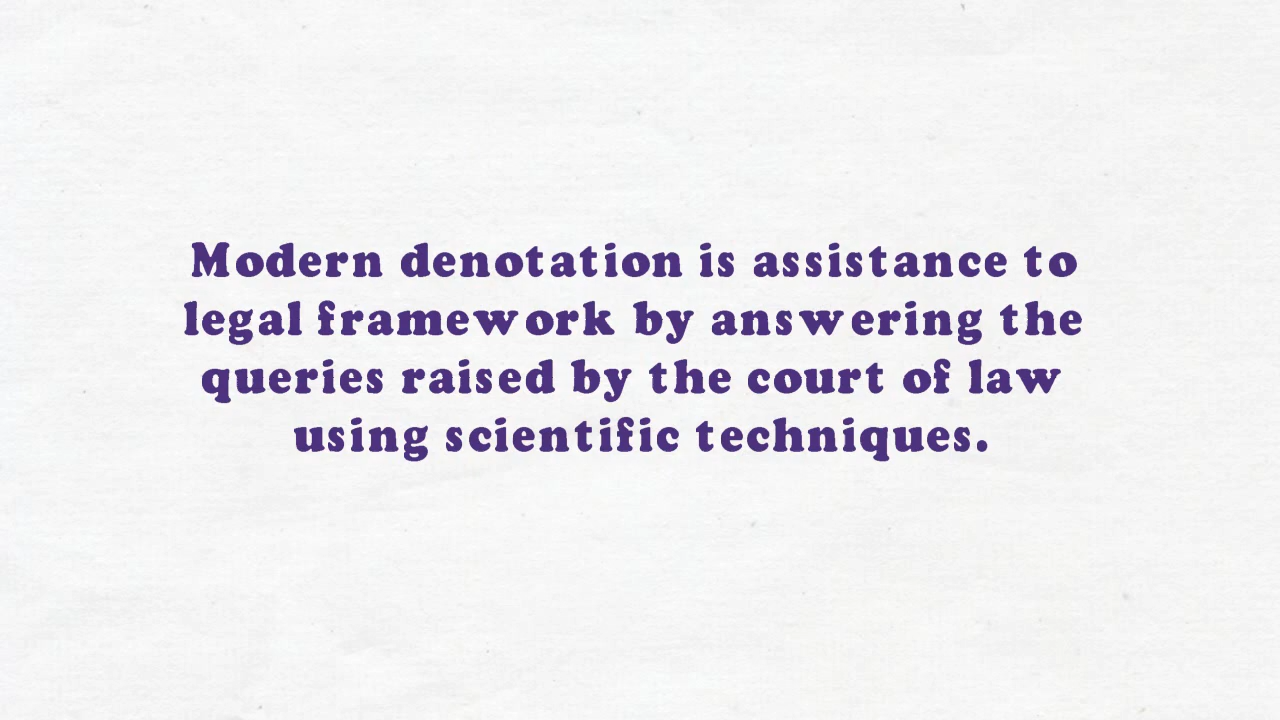 Modern denotation is assistance to
legal framework by answering the
queries raised by the court of law
using scientific techniques.